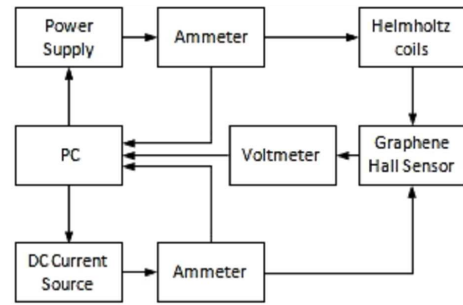 Power
Supply
Ammeter
Helmholtz
coils
PC
Voltmeter
Graphene
Hall Sensor
DC Current
Source
Ammeter